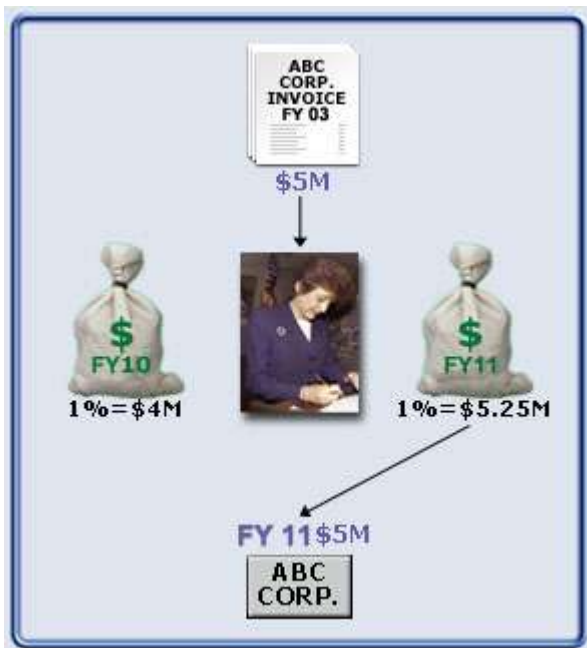 ABC
CORP.
INVOICE
FY 03
$5M
$
FY10
1%=$4M
$
FY11
1%=$5.25M
FY 11 $5M
ABC
CORP.